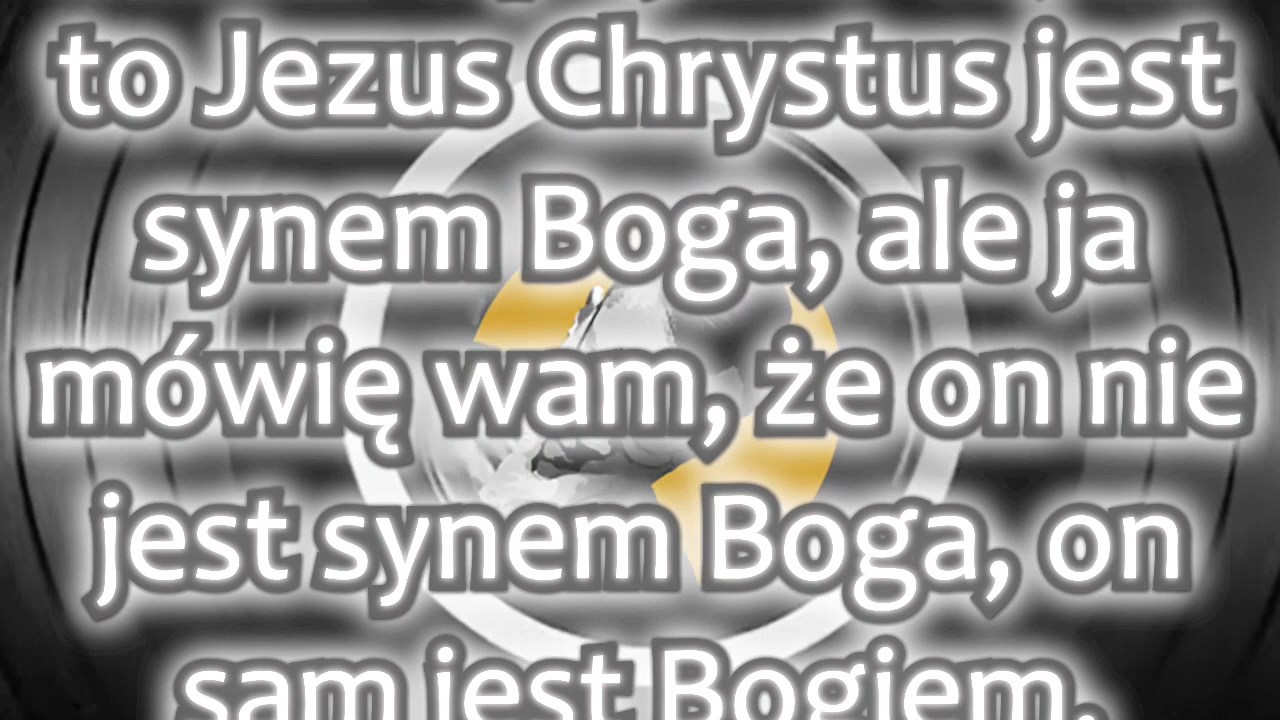 to Jezus Chrystus jest
synem Boga, ale ja
mówię wam, że on nie
jest synem Boga, on
sam jest Bogiem.